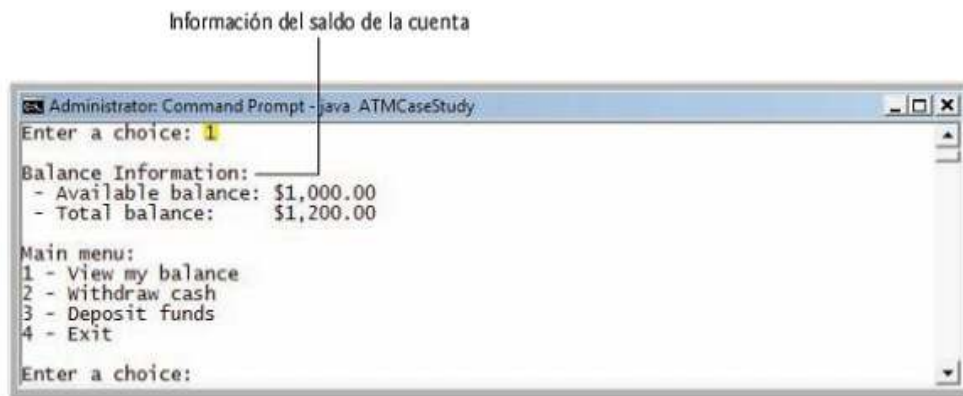 Información del saldo de la cuenta
Administrator: Command Prompt - java ATMCaseStudy
Enter a choice: 1
Balance Information:
- Available balance: $1,000.00
- Total balance: $1,200.00
Main menu:
1 - View my balance
2 - Withdraw cash
3 - Deposit funds
4 - Exit
Enter a choice: